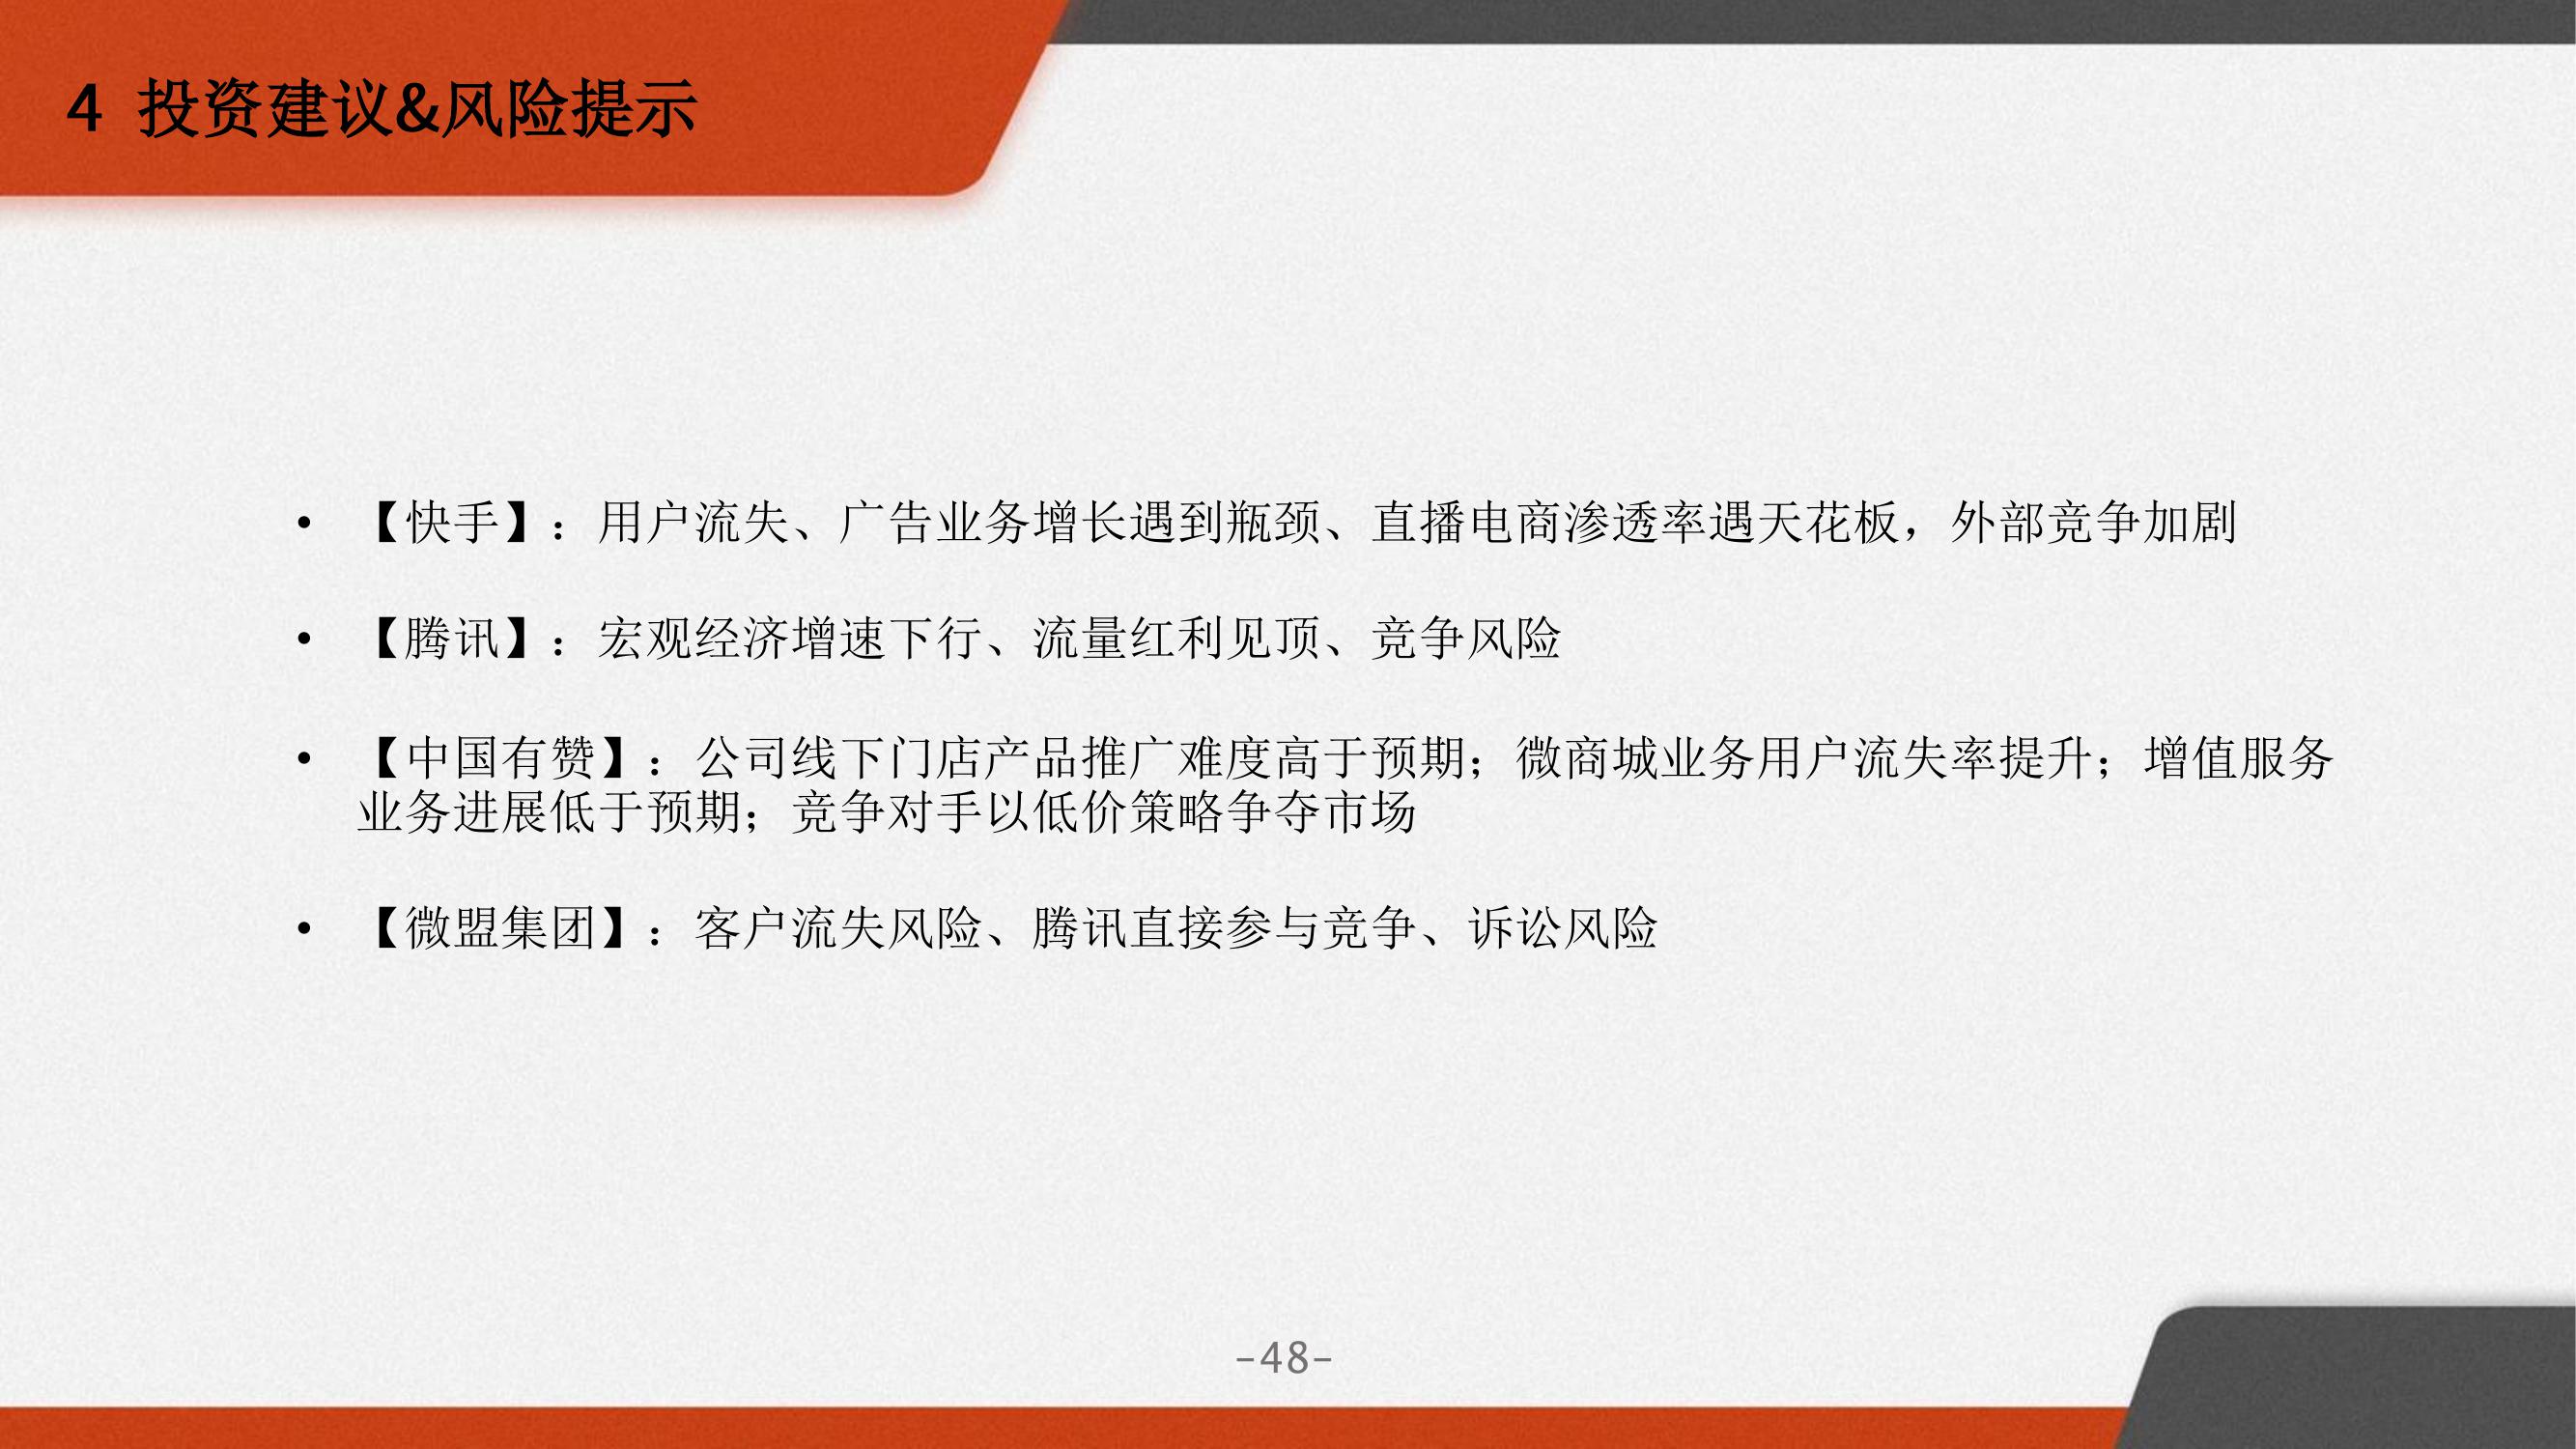 4 投资建议&风险提示
• 【快手】：用户流失、广告业务增长遇到瓶颈、直播电商渗透率遇天花板，外部竞争加剧
• 【腾讯】：宏观经济增速下行、流量红利见顶、竞争风险
• 【中国有赞】：公司线下门店产品推广难度高于预期；微商城业务用户流失率提升；增值服务
业务进展低于预期；竞争对手以低价策略争夺市场
• 【微盟集团】：客户流失风险、腾讯直接参与竞争、诉讼风险
-48-